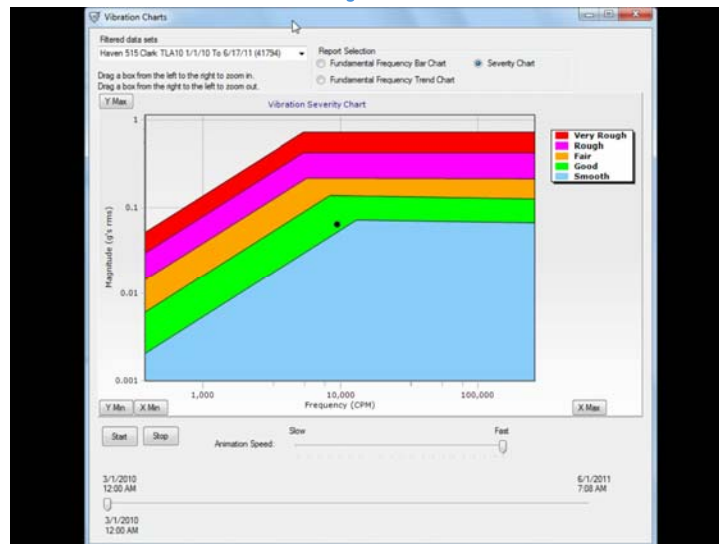 Vibration Charts
Filtered data sets
Haven 515 Clark: TLA10 1/1/10 To 6/17/11 (41794)
Report Selection
Fundamental Frequency Bar Chart
Severity Chart
Fundamental Frequency Trend Chart
Drag a box from the left to the right to zoom in.
Drag a box from the right to the left to zoom out.
Y Max
Vibration Severity Chart
1
0.1
0.01
0.001
Magnitude (g's rms)
Very Rough
Rough
Fair
Good
Smooth
1,000
10,000
100,000
Frequency (CPM)
Y Min
X Min
X Max
Start
Stop
Animation Speed:
Slow
Fast
3/1/2010
12:00 AM
6/1/2011
7:08 AM
3/1/2010
12:00 AM